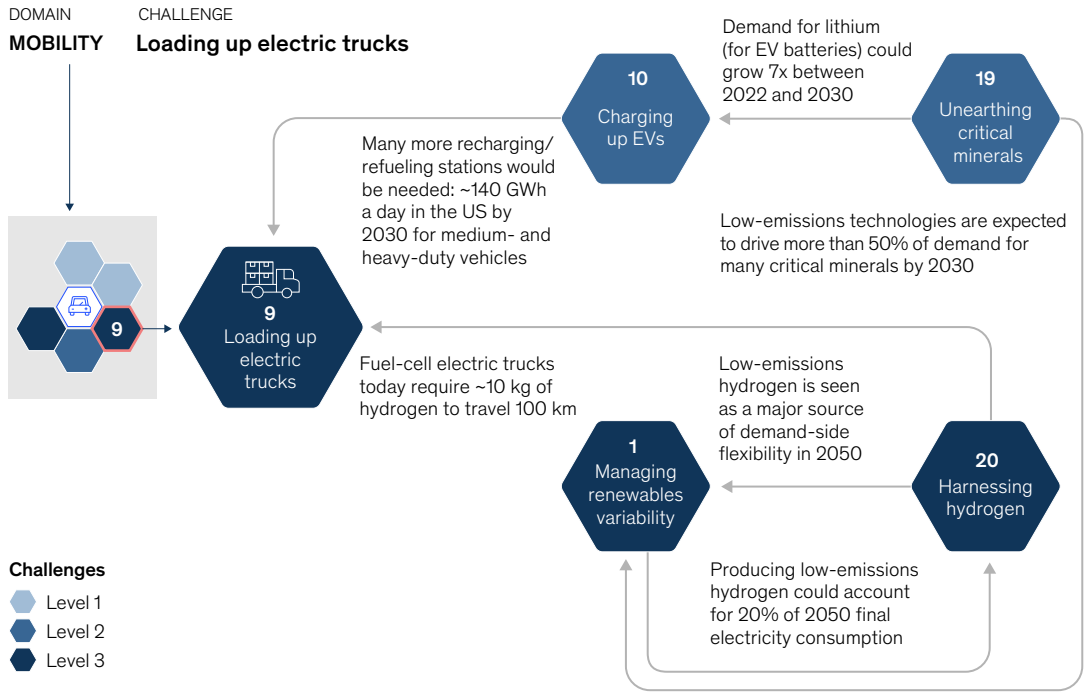 DOMAIN
MOBILITY
CHALLENGE
Loading up electric trucks
9
9
Loading up
electric
trucks
Many more recharging/
refueling stations would
be needed: ~140 GWh
a day in the US by
2030 for medium- and
heavy-duty vehicles
10
Charging
up EVs
Demand for lithium
(for EV batteries) could
grow 7x between
2022 and 2030
19
Unearthing
critical
minerals
Low-emissions technologies are expected
to drive more than 50% of demand for
many critical minerals by 2030
Fuel-cell electric trucks
today require ~10 kg of
hydrogen to travel 100 km
1
Managing
renewables
variability
Low-emissions
hydrogen is seen
as a major source
of demand-side
flexibility in 2050
20
Harnessing
hydrogen
Producing low-emissions
hydrogen could account
for 20% of 2050 final
electricity consumption
Challenges
Level 1
Level 2
Level 3